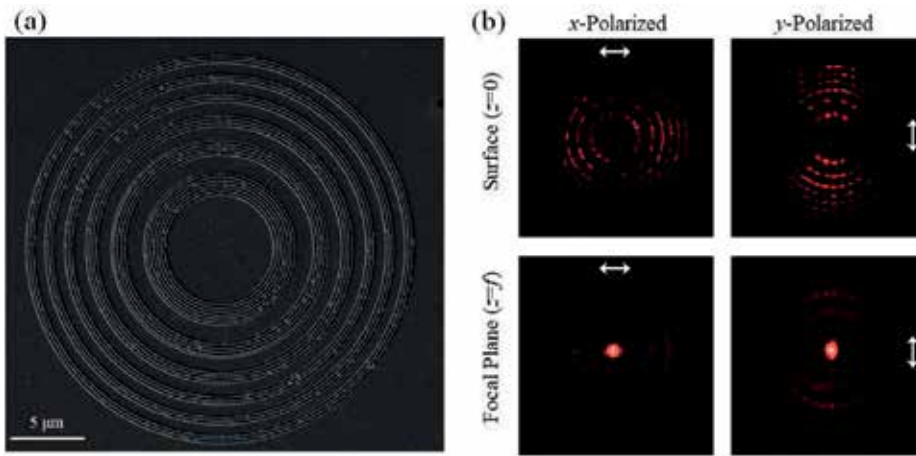 (a)
5 μm
(b)
x-Polarized
y-Polarized
Surface (z=0)
Focal Plane (z=f)